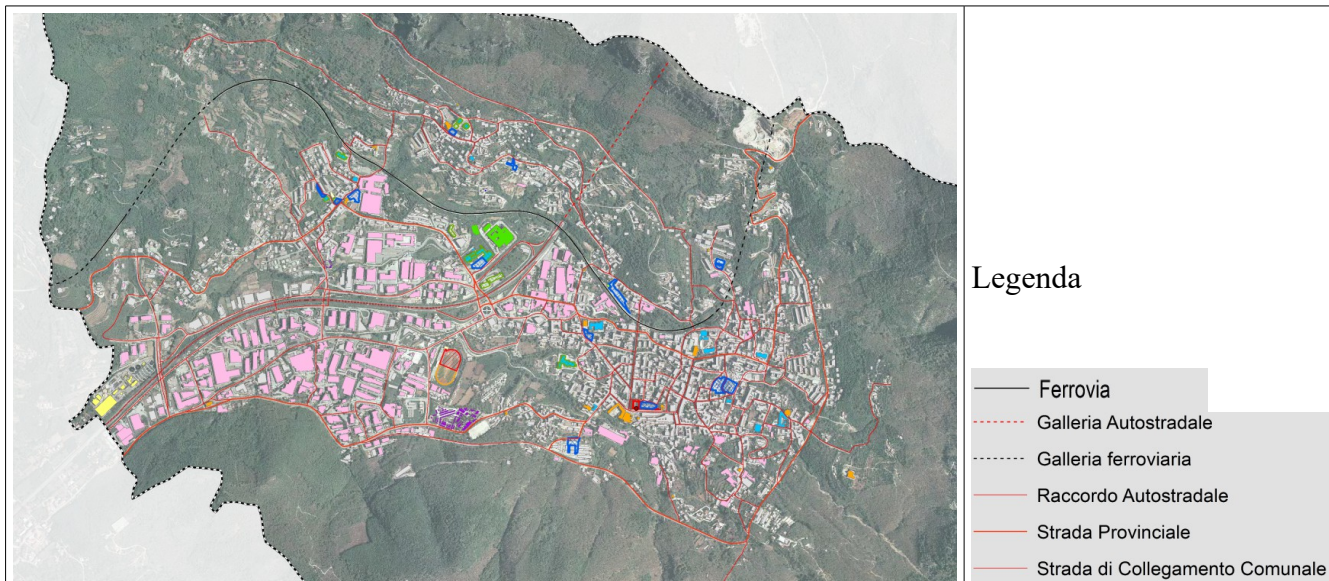 Legenda
Ferrovia
Galleria Autostradale
Galleria ferroviaria
Raccordo Autostradale
Strada Provinciale
Strada di Collegamento Comunale